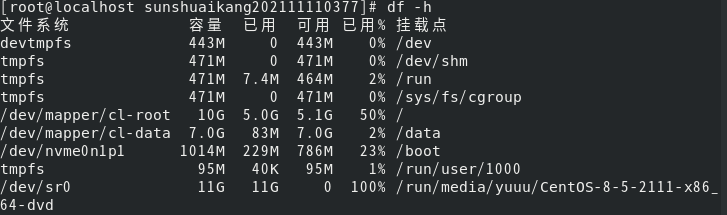 [root@localhost sunshuaikang202111110377]# df -h
文件系统 容量 已用 可用 已用% 挂载点
devtmpfs 443M 0 443M 0% /dev
tmpfs 471M 0 471M 0% /dev/shm
tmpfs 471M 7.4M 464M 2% /run
tmpfs 471M 0 471M 0% /sys/fs/cgroup
/dev/mapper/cl-root 10G 5.0G 5.1G 50% /
/dev/mapper/cl-data 7.0G 83M 7.0G 2% /data
/dev/nvme0n1p1 1014M 229M 786M 23% /boot
tmpfs 95M 40K 95M 1% /run/user/1000
/dev/sr0 11G 11G 0 100% /run/media/yuuu/CentOS-8-5-2111-x86_
64-dvd